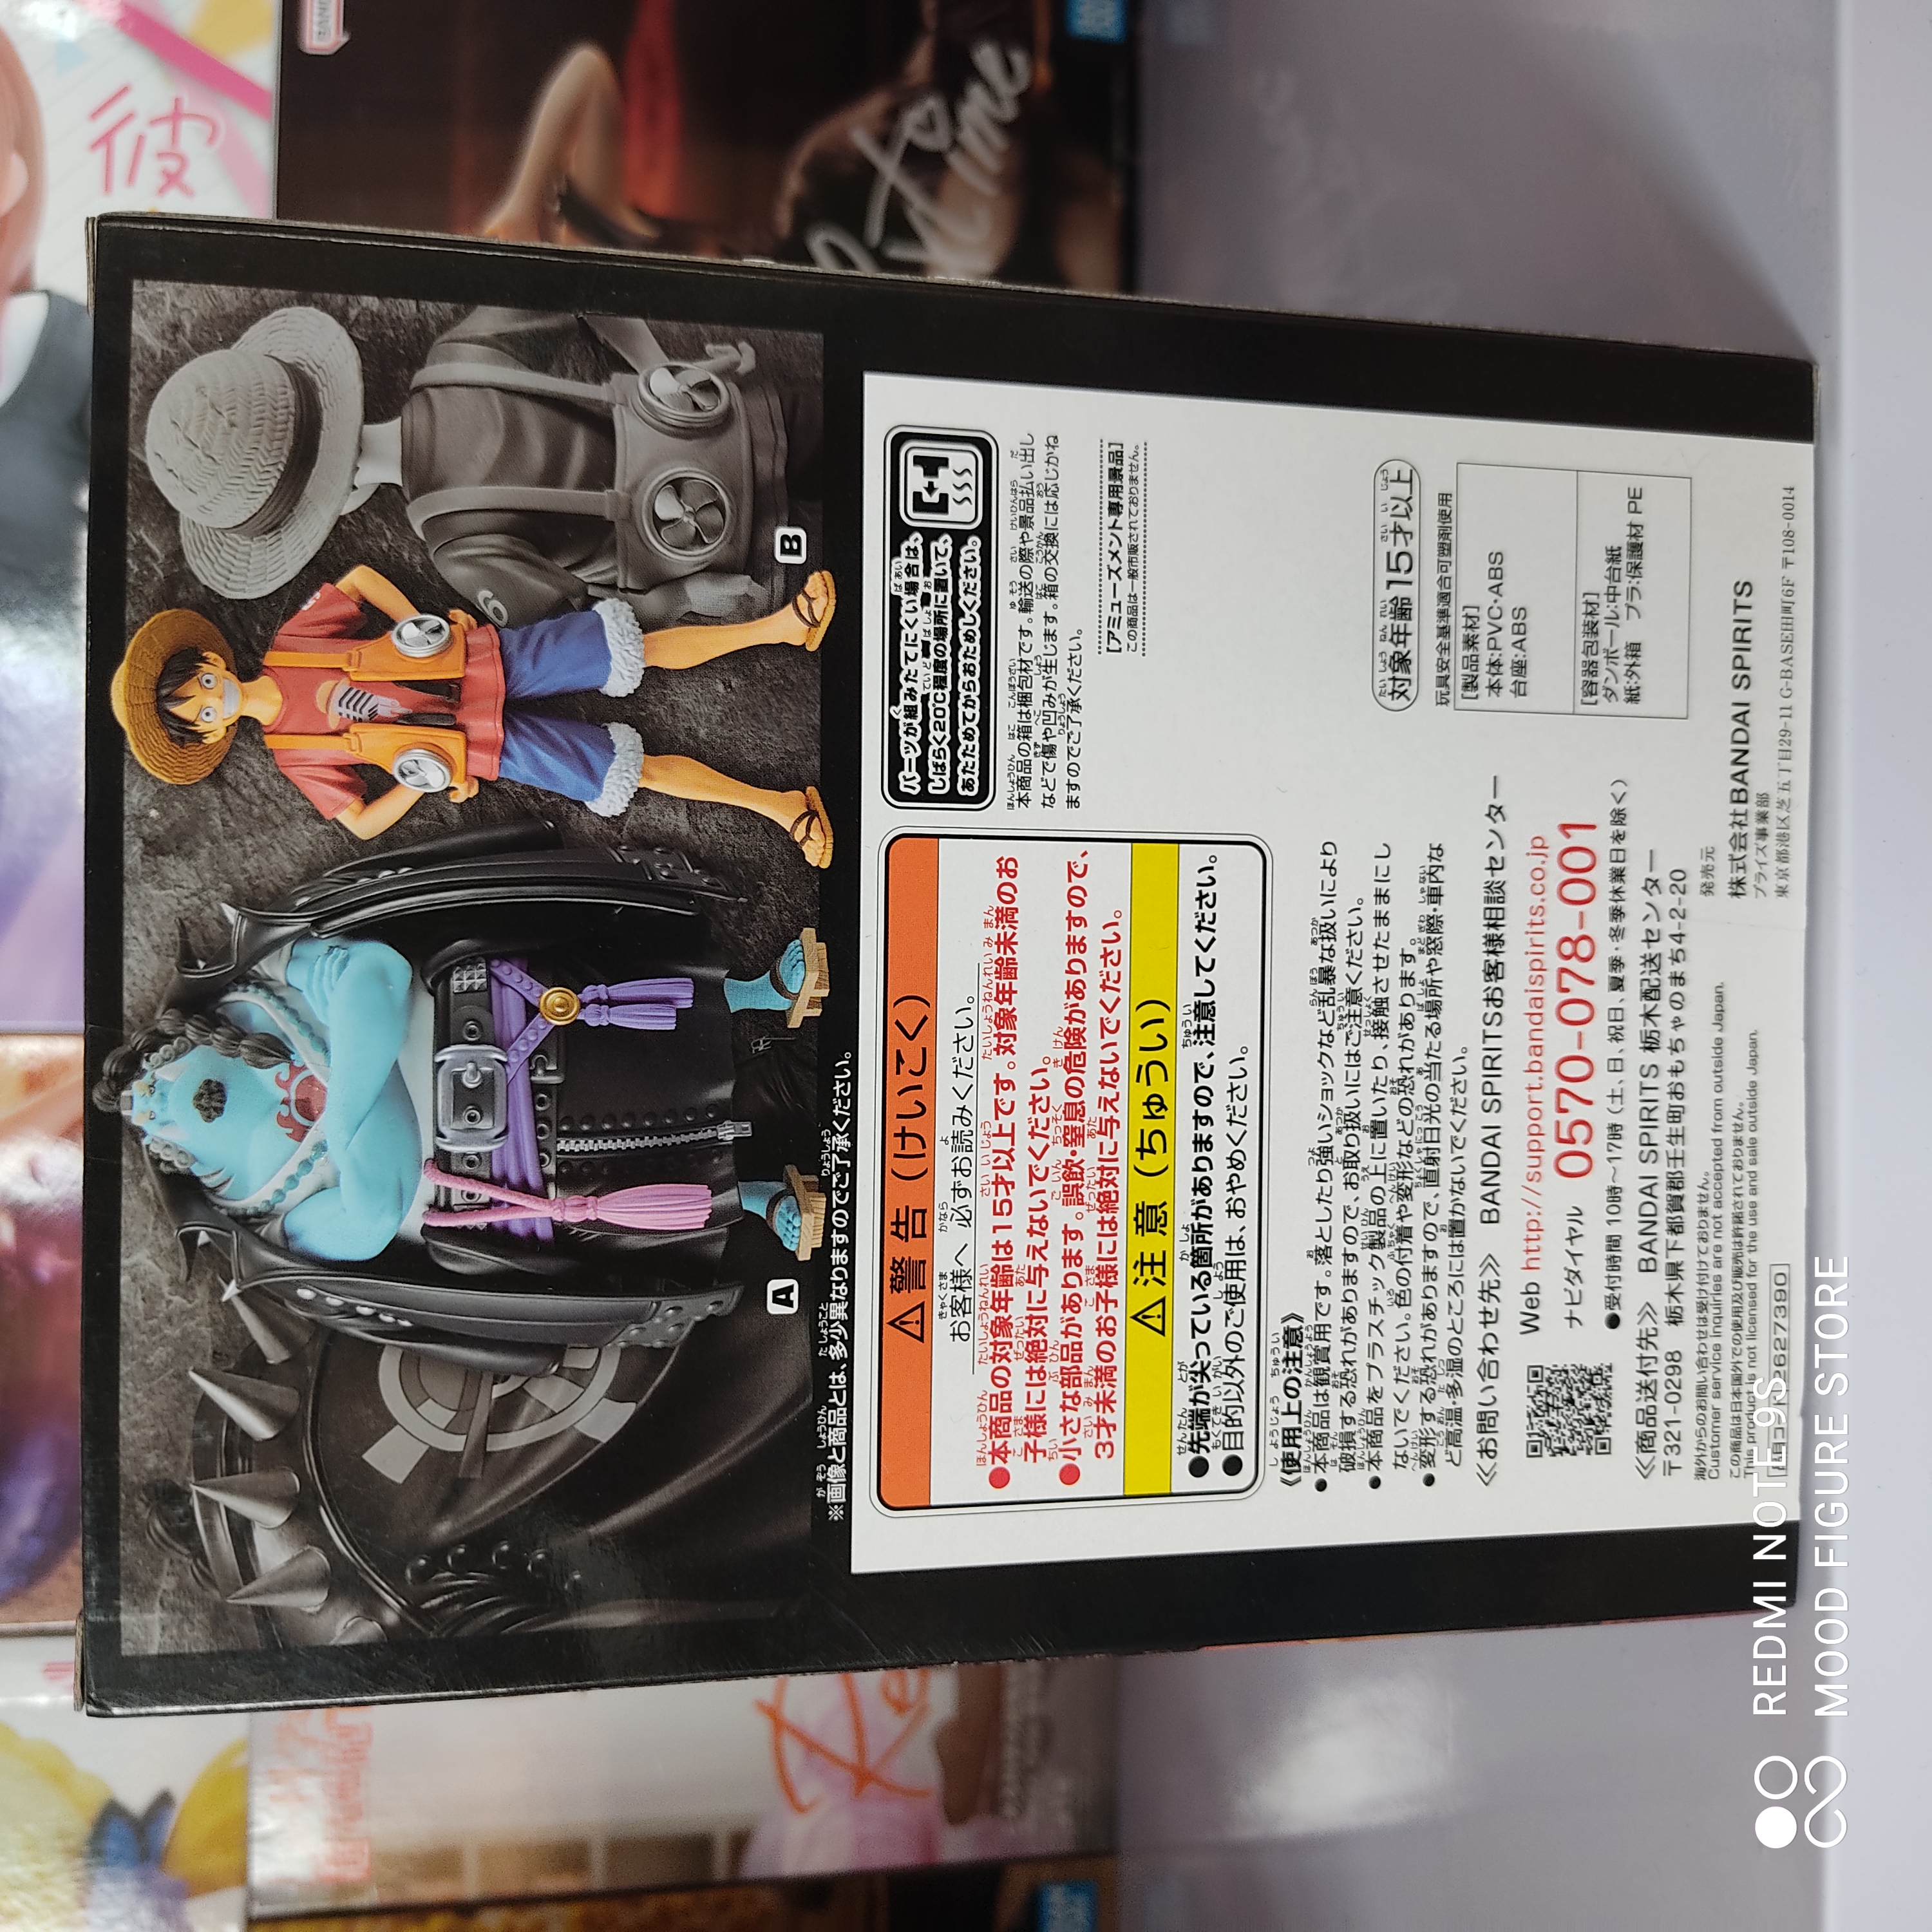 A
B
※画像と商品とは、多少異なりますのでご了承ください。
⚠警告(けいこく)
お客様へ 必ずお読みください。
●本商品の対象年齢は15才以上です。対象年齢未満のお
子様には絶対に与えないでください。
●小さな部品があります。誤飲・窒息の危険がありますので、
3才未満のお子様には絶対に与えないでください。
⚠注意(ちゅうい)
●先端が尖っている箇所がありますので、注意してください。
●目的以外のご使用は、おやめください。
《使用上の注意》
●本商品は観賞用です。落としたり強いショックなど乱暴な扱いにより
破損する恐れがありますので、お取り扱いにはご注意ください。
●本商品をプラスチック製品の上に置いたり、接触させたままにし
ないでください。色の付着や変形などの恐れがあります。
●変形する恐れがありますので、直射日光の当たる場所や窓際・車内な
ど高温・多湿のところには置かないでください。
《お問い合わせ先》 BANDAI SPIRITSお客様相談センター
Web http://support.bandaispirits.co.jp
ナビダイヤル 0570-078-001
●受付時間 10時〜17時(土、日、祝日、夏季・冬季休業日を除く)
《商品送付先》 BANDAI SPIRITS 栃木配送センター
〒321-0298 栃木県下都賀郡壬生町おもちゃのまち4-2-20
海外からのお問い合わせは受け付けておりません。
Customer service inquiries are not accepted from outside Japan.
この商品は日本国外での使用及び販売は許諾されておりません。
This product is not licensed for the use and sale outside Japan.
2627390
パーツが組みたてにくい場合は、
しばらく20℃程度の場所に置いて、
あたためてからおためしください。
本商品の箱は梱包材です。輸送の際や景品払い出し
などで傷や凹みが生じます。箱の交換には応じかね
ますのでご了承ください。
[アミューズメント専用景品]
この商品は一般市販されておりません。
対象年齢 15才以上
玩具安全基準適合可塑剤使用
[製品素材]
本体:PVC・ABS
台座:ABS
[容器包装材]
ダンボール:中台紙
紙:外箱 プラ:保護材 PE
発売元
株式会社BANDAI SPIRITS
プライズ事業部
東京都港区芝五丁目29-11 G-BASE田町6F 〒108-0014
彼
REDMI NOTE 9S
MOOD FIGURE STORE